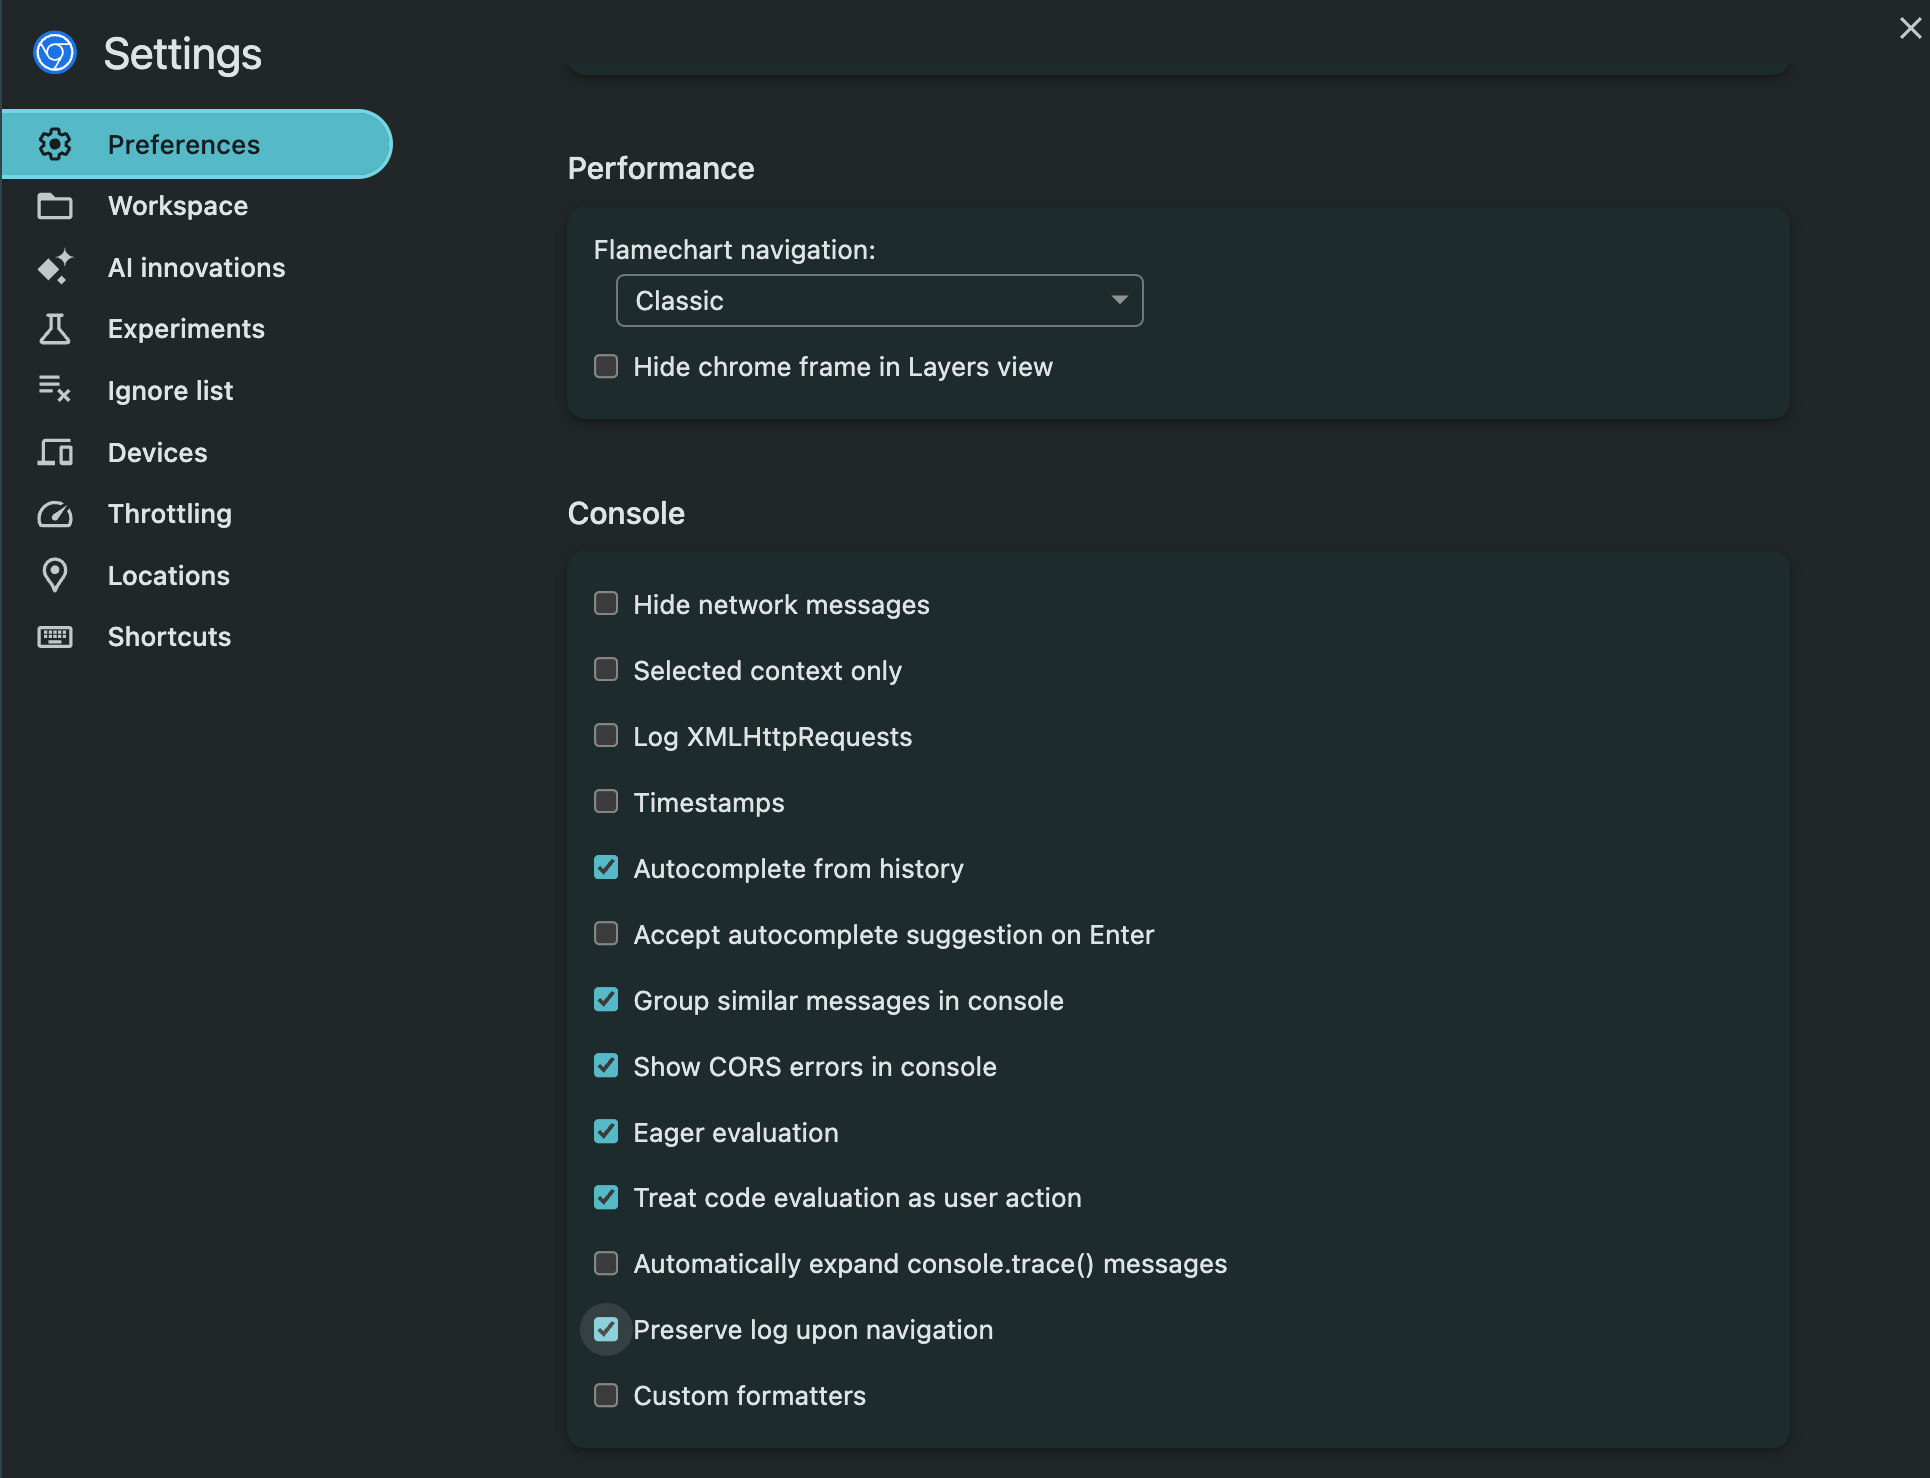 Settings
Preferences
Workspace
AI innovations
Experiments
Ignore list
Devices
Throttling
Locations
Shortcuts
Performance
Flamechart navigation:
Classic
Hide chrome frame in Layers view
Console
Hide network messages
Selected context only
Log XMLHttpRequests
Timestamps
Autocomplete from history
Accept autocomplete suggestion on Enter
Group similar messages in console
Show CORS errors in console
Eager evaluation
Treat code evaluation as user action
Automatically expand console.trace() messages
Preserve log upon navigation
Custom formatters